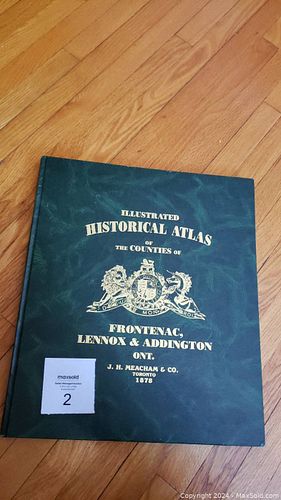 ILLUSTRATED
HISTORICAL ATLAS
OF
THE COUNTIES OF
FRONTENAC,
LENNOX & ADDINGTON
ONT.
J. H. MEACHAM & CO.
TORONTO
1878
maxsold
2
Copyright 2024 - MaxSold.com